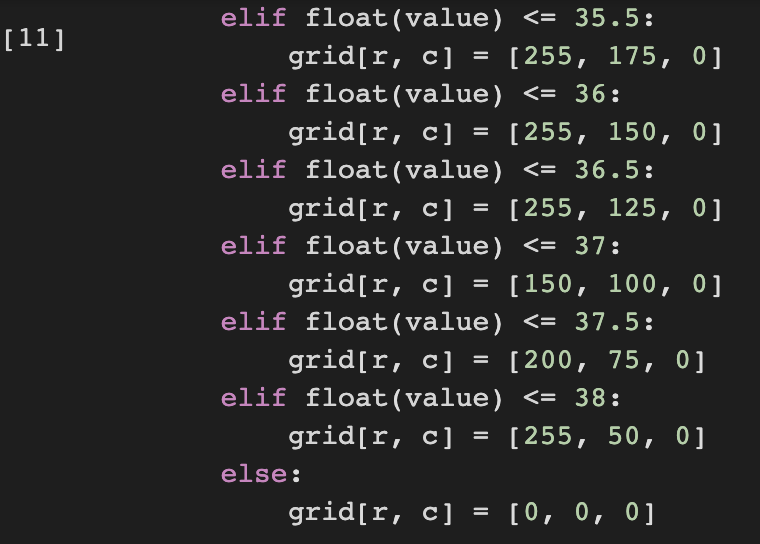 elif float(value) <= 35.5:
[11]
grid[r, c] = [255, 175, 0]
elif float(value) <= 36:
grid[r, c] = [255, 150, 0]
elif float(value) <= 36.5:
grid[r, c] = [255, 125, 0]
elif float(value) <= 37:
grid[r, c] = [150, 100, 0]
elif float(value) <= 37.5:
grid[r, c] = [200, 75, 0]
elif float(value) <= 38:
grid[r, c] = [255, 50, 0]
else:
grid[r, c] = [0, 0, 0]